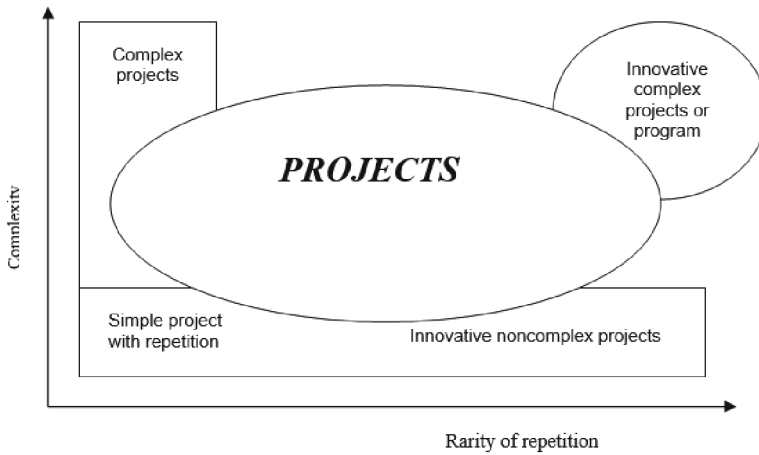 Complex
projects
Innovative
complex
projects or
program
PROJECTS
Complexity
Simple project
with repetition
Innovative noncomplex projects
Rarity of repetition